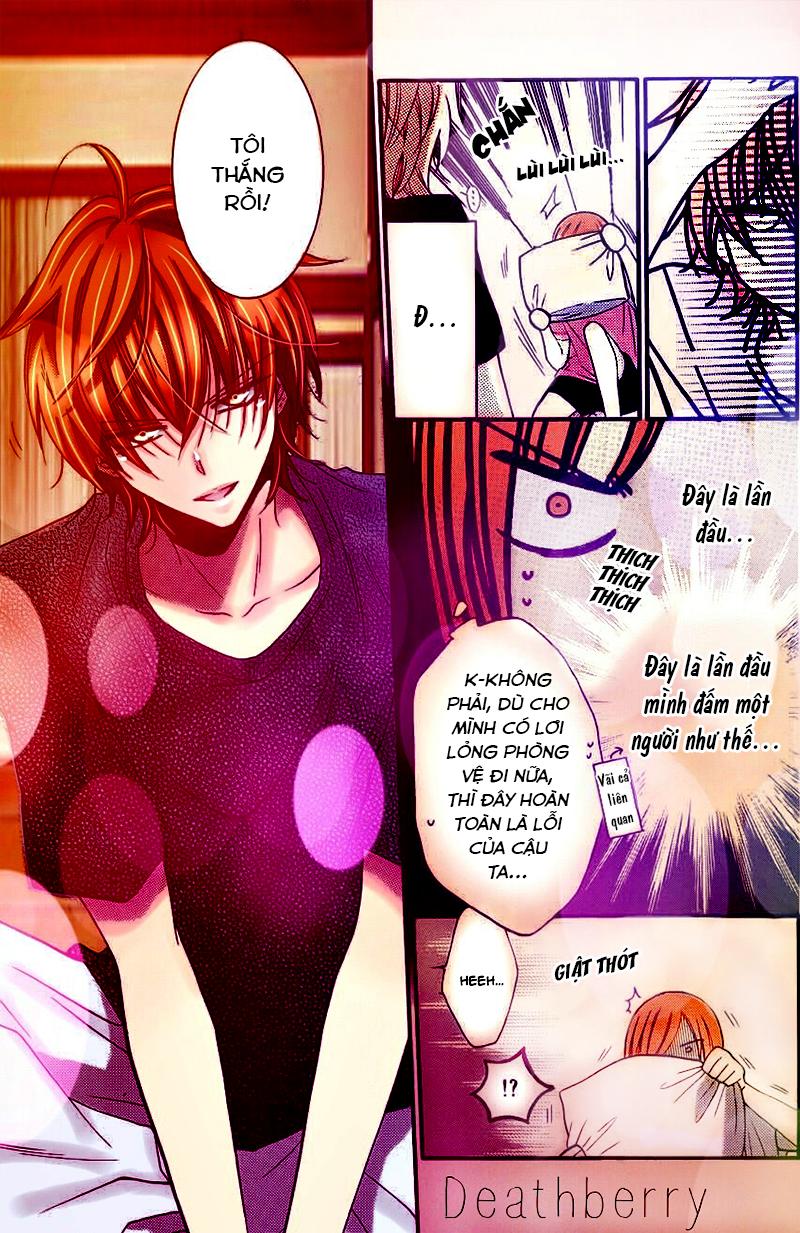 CHẮN
LÙI LÙI LÙI...
Đ...
Đây là lần
đầu...
THỊCH
THỊCH
THỊCH
Đây là lần đầu
mình đấm một
người như thế...
K-KHÔNG
PHẢI, DÙ CHO
MÌNH CÓ LƠI
LỎNG PHÒNG
VỆ ĐI NỮA,
THÌ ĐÂY HOÀN
TOÀN LÀ LỖI
CỦA CẬU
TA...
Vãi cả
liên
quan
GIẬT THÓT
HEEH...
!?
TÔI
THẮNG
RỒI!
Deathberry